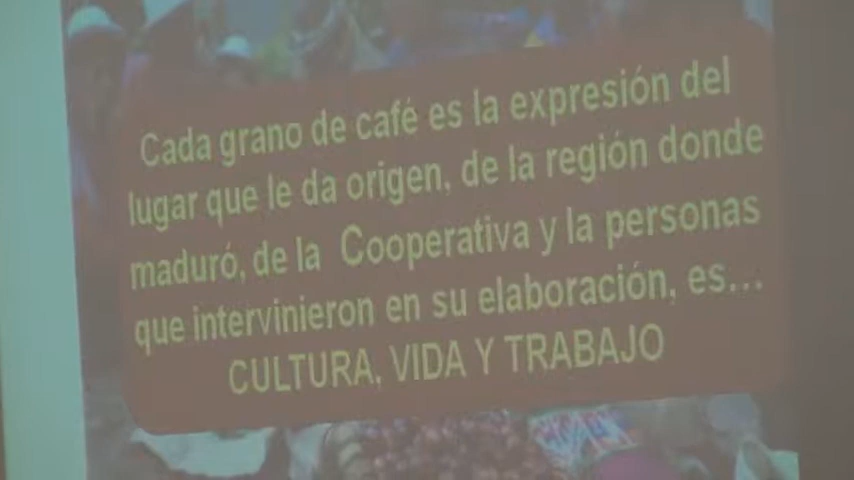 Cada grano de café es la expresión del
lugar que le da origen, de la región donde
maduró, de la Cooperativa y la personas
que intervinieron en su elaboración, es...
CULTURA, VIDA Y TRABAJO